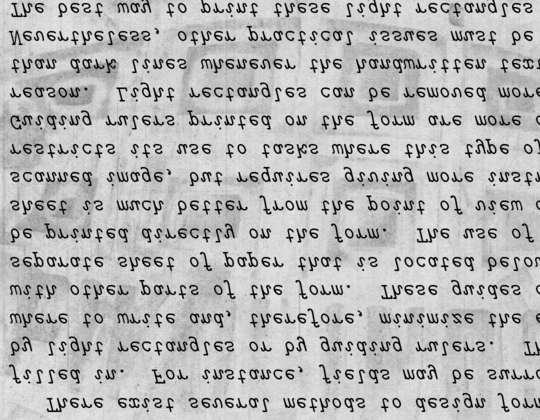 There exist several methods to design form
filled in. For instance, fields may be surro
by light rectangles or by guiding rulers. Th
where to write and, therefore, minimize the e
with other parts of the form. These guides c
separate sheet of paper that is located below
be printed directly on the form. The use of
sheet is much better from the point of view o
scanned image, but requires giving more instr
restricts its use to tasks where this type of
Guiding rulers printed on the form are more c
reason. Light rectangles can be removed more
than dark lines whenever the handwritten text
Nevertheless, other practical issues must be
The best way to print these light rectangles